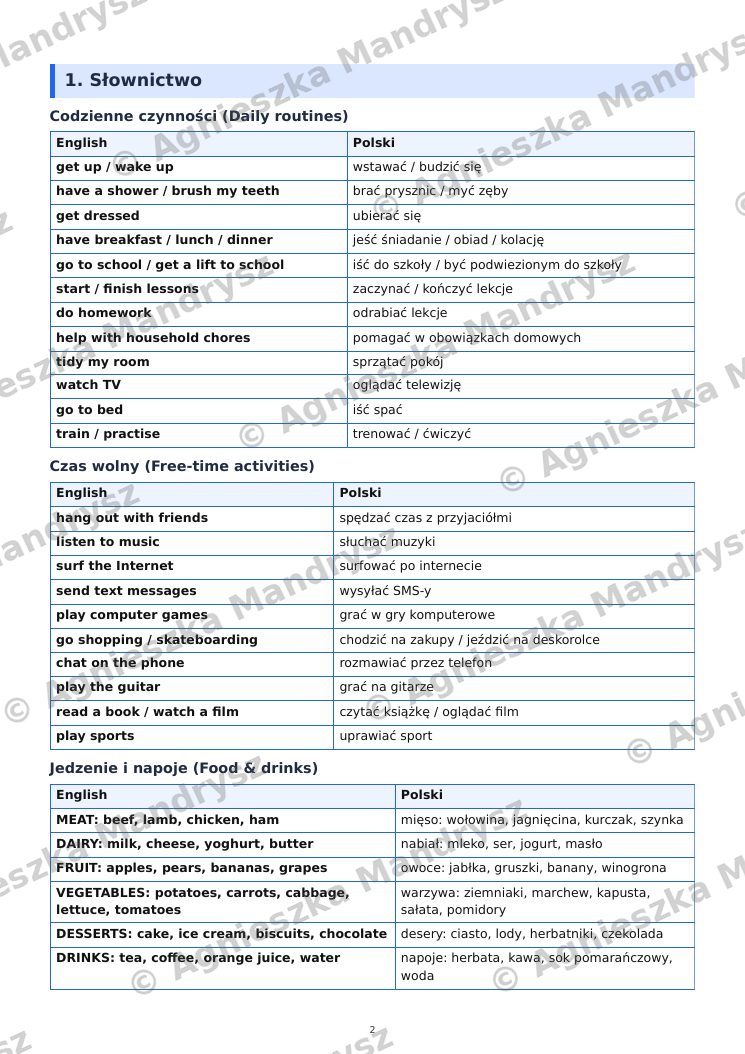 1. Słownictwo
Codzienne czynności (Daily routines)
English Polski
get up / wake up wstawać / budzić się
have a shower / brush my teeth brać prysznic / myć zęby
get dressed ubierać się
have breakfast / lunch / dinner jeść śniadanie / obiad / kolację
go to school / get a lift to school iść do szkoły / być podwiezionym do szkoły
start / finish lessons zaczynać / kończyć lekcje
do homework odrabiać lekcje
help with household chores pomagać w obowiązkach domowych
tidy my room sprzątać pokój
watch TV oglądać telewizję
go to bed iść spać
train / practise trenować / ćwiczyć
Czas wolny (Free-time activities)
English Polski
hang out with friends spędzać czas z przyjaciółmi
listen to music słuchać muzyki
surf the Internet surfować po internecie
send text messages wysyłać SMS-y
play computer games grać w gry komputerowe
go shopping / skateboarding chodzić na zakupy / jeździć na deskorolce
chat on the phone rozmawiać przez telefon
play the guitar grać na gitarze
read a book / watch a film czytać książkę / oglądać film
play sports uprawiać sport
Jedzenie i napoje (Food & drinks)
English Polski
MEAT: beef, lamb, chicken, ham mięso: wołowina, jagnięcina, kurczak, szynka
DAIRY: milk, cheese, yoghurt, butter nabiał: mleko, ser, jogurt, masło
FRUIT: apples, pears, bananas, grapes owoce: jabłka, gruszki, banany, winogrona
VEGETABLES: potatoes, carrots, cabbage, warzywa: ziemniaki, marchew, kapusta,
lettuce, tomatoes sałata, pomidory
DESSERTS: cake, ice cream, biscuits, chocolate desery: ciasto, lody, herbatniki, czekolada
DRINKS: tea, coffee, orange juice, water napoje: herbata, kawa, sok pomarańczowy,
woda
2
© Agnieszka Mandrysz